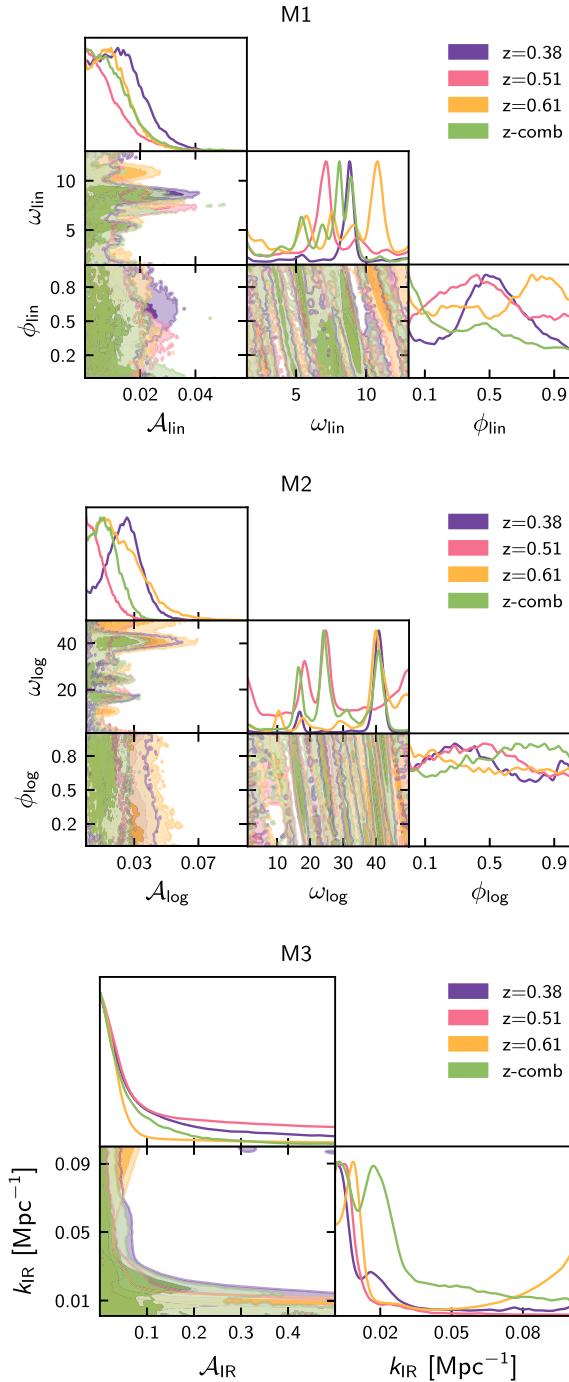 M1
z=0.38
z=0.51
z=0.61
z-comb
ω_lin
10
5
ϕ_lin
0.8
0.5
0.2
0.02 0.04
5 10
0.1 0.5 0.9
𝒜_lin
ω_lin
ϕ_lin
M2
z=0.38
z=0.51
z=0.61
z-comb
ω_log
40
20
ϕ_log
0.8
0.5
0.2
0.03 0.07
10 20 30 40
0.1 0.5 0.9
𝒜_log
ω_log
ϕ_log
M3
z=0.38
z=0.51
z=0.61
z-comb
k_IR [Mpc⁻¹]
0.09
0.05
0.01
0.1 0.2 0.3 0.4
0.02 0.05 0.08
𝒜_IR
k_IR [Mpc⁻¹]